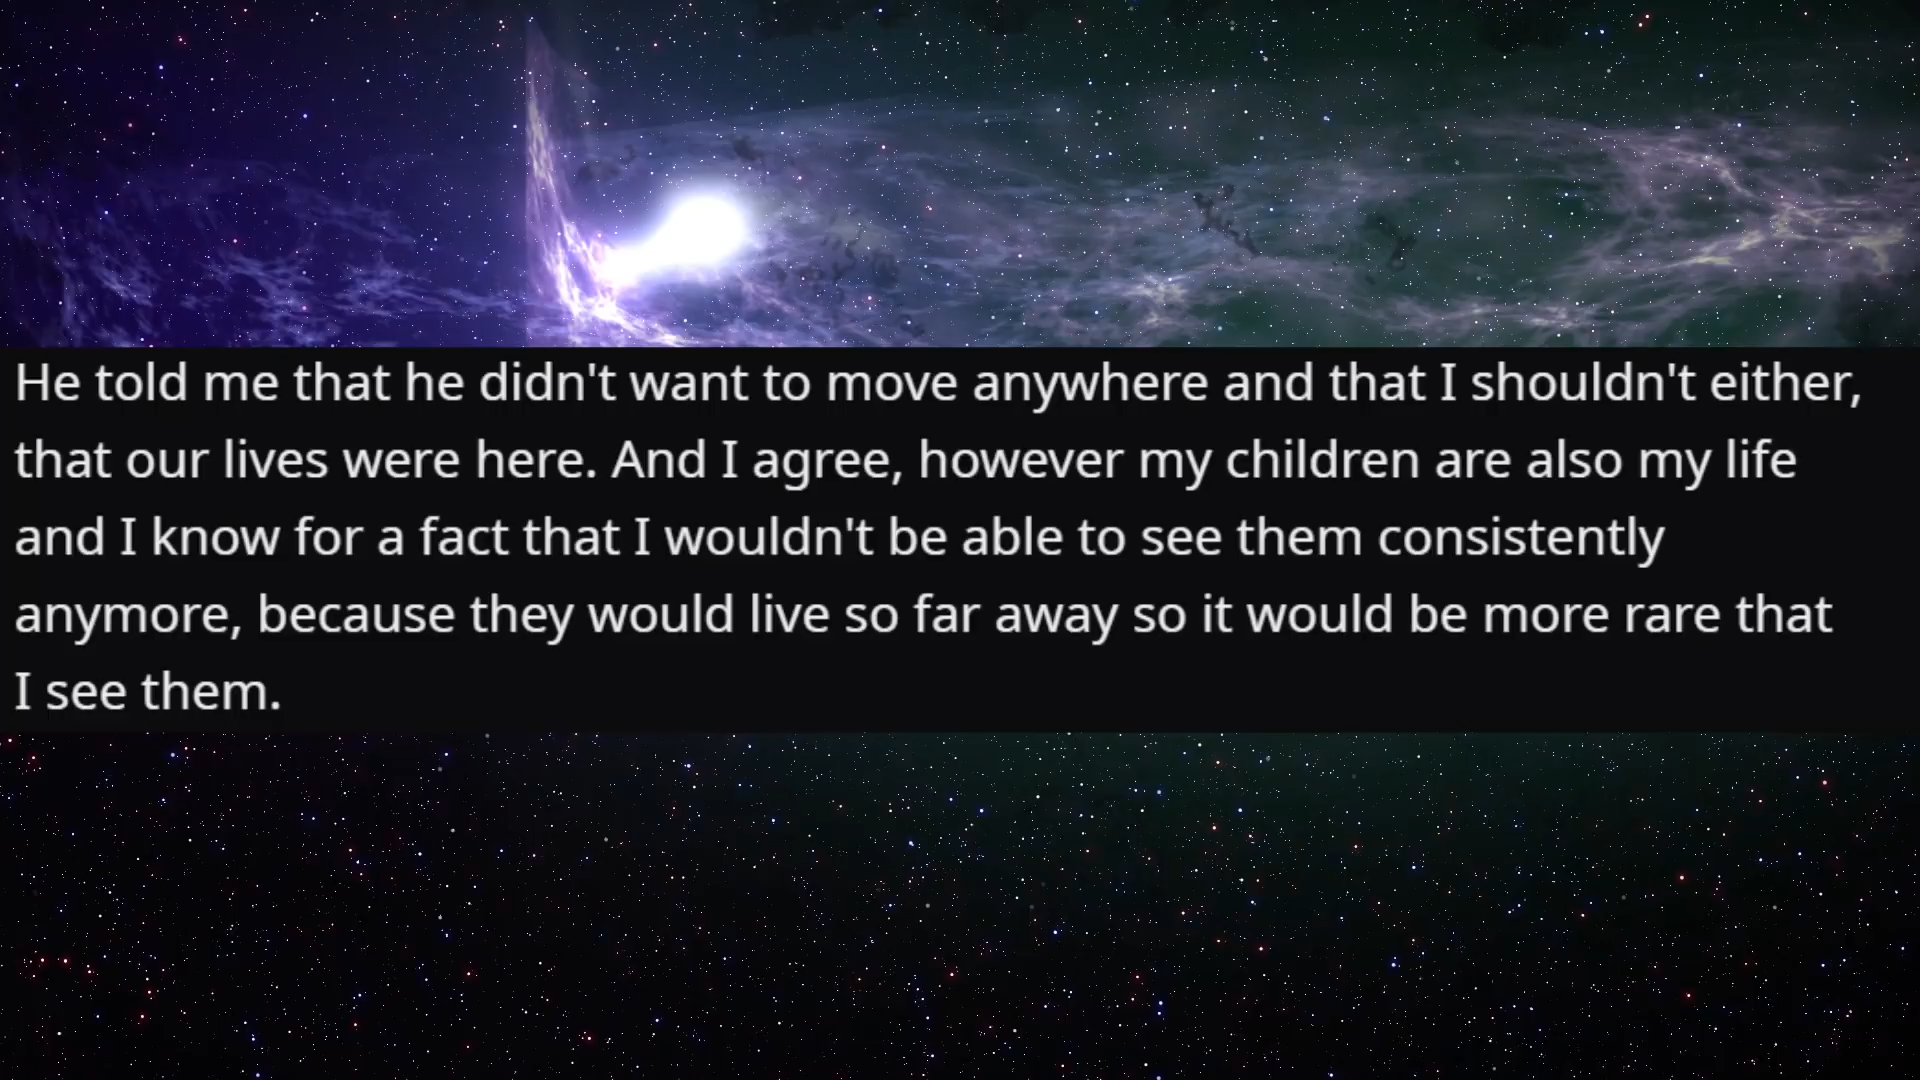 He told me that he didn't want to move anywhere and that I shouldn't either,
that our lives were here. And I agree, however my children are also my life
and I know for a fact that I wouldn't be able to see them consistently
anymore, because they would live so far away so it would be more rare that
I see them.